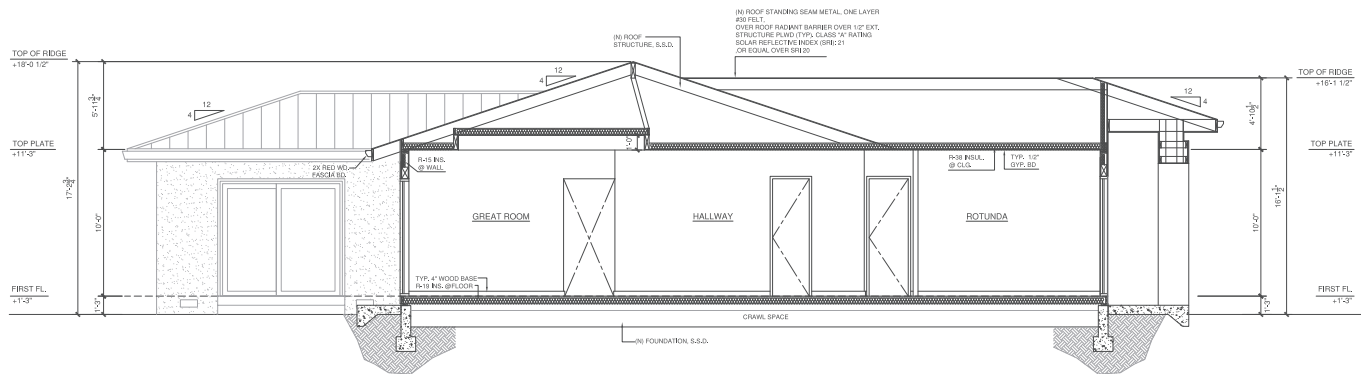 (N) ROOF STANDING SEAM METAL, ONE LAYER
#30 FELT,
OVER ROOF RADIANT BARRIER OVER 1/2" EXT,
STRUCTURE PLWD (TYP). CLASS "A" RATING
SOLAR REFLECTIVE INDEX (SRI): 21
,OR EQUAL OVER SRI 20
(N) ROOF
STRUCTURE, S.S.D.
TOP OF RIDGE
+18'-0 1/2"
TOP OF RIDGE
+16'-1 1/2"
12
4
12
4
12
4
5'-11 3/4"
4'-10 1/2"
TOP PLATE
+11'-3"
TOP PLATE
+11'-3"
1'-0"
2X RED WD.
FASCIA BD.
R-15 INS.
@ WALL
R-38 INSUL.
@ CLG.
TYP. 1/2"
GYP. BD
17'-2 3/4"
16'-1 1/2"
10'-0"
10'-0"
GREAT ROOM
HALLWAY
ROTUNDA
TYP. 4" WOOD BASE
R-19 INS. @FLOOR
FIRST FL.
+1'-3"
FIRST FL.
+1'-3"
1'-3"
1'-3"
CRAWL SPACE
(N) FOUNDATION, S.S.D.